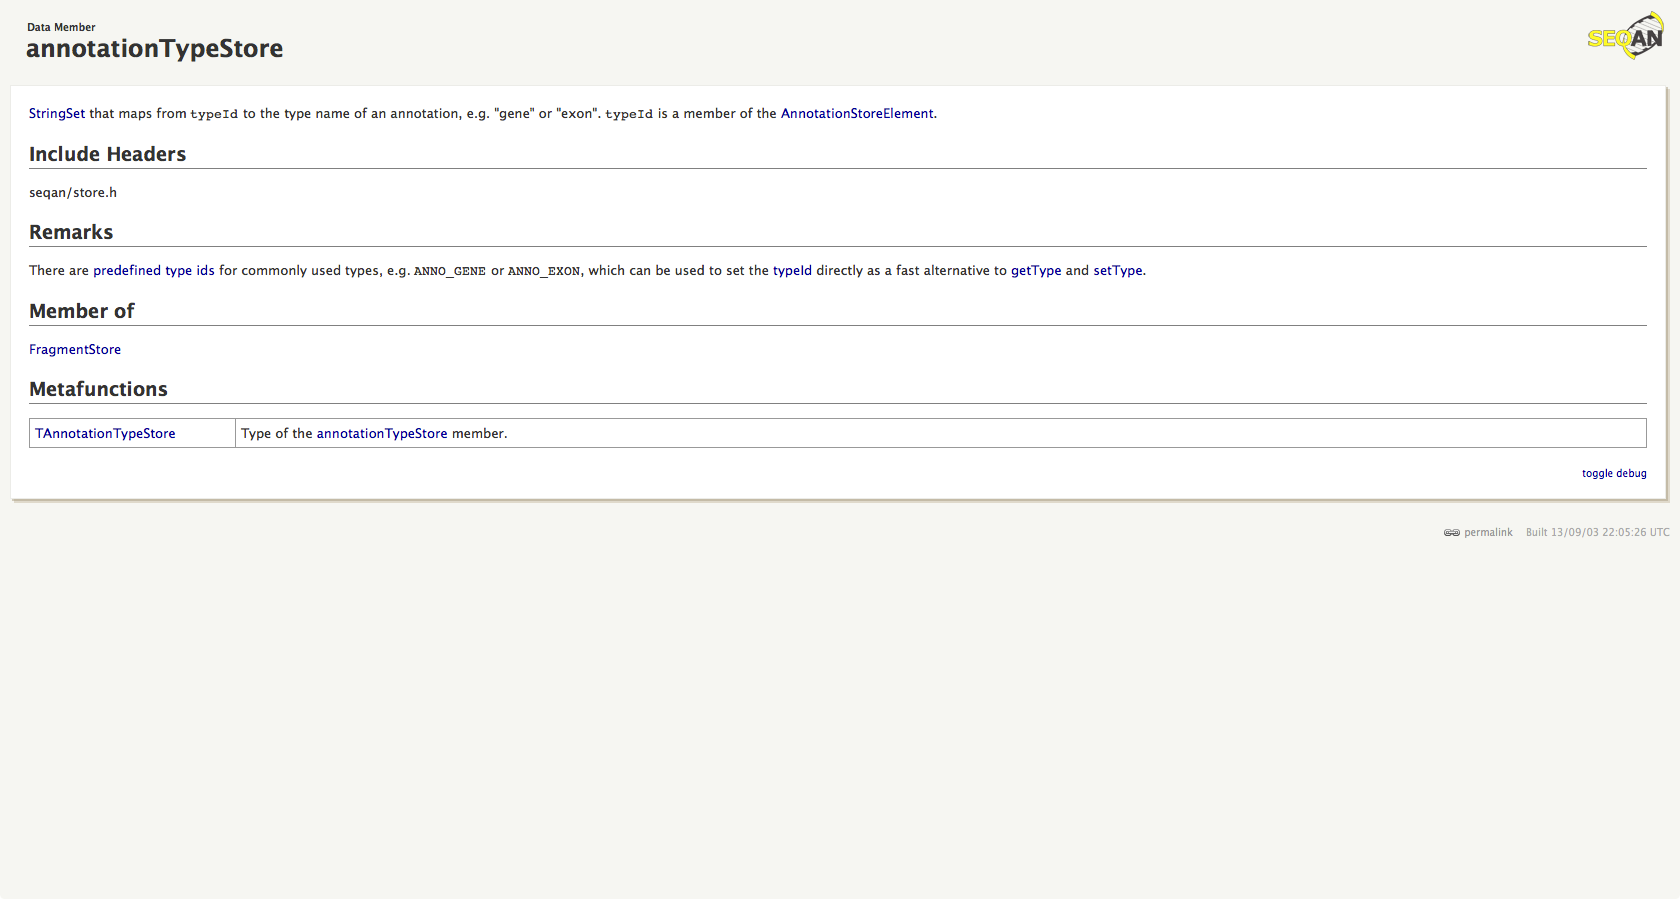 Data Member
annotationTypeStore
SEQAN
StringSet that maps from typeId to the type name of an annotation, e.g. "gene" or "exon". typeId is a member of the AnnotationStoreElement.
Include Headers
seqan/store.h
Remarks
There are predefined type ids for commonly used types, e.g. ANNO_GENE or ANNO_EXON, which can be used to set the typeId directly as a fast alternative to getType and setType.
Member of
FragmentStore
Metafunctions
TAnnotationTypeStore Type of the annotationTypeStore member.
toggle debug
permalink Built 13/09/03 22:05:26 UTC